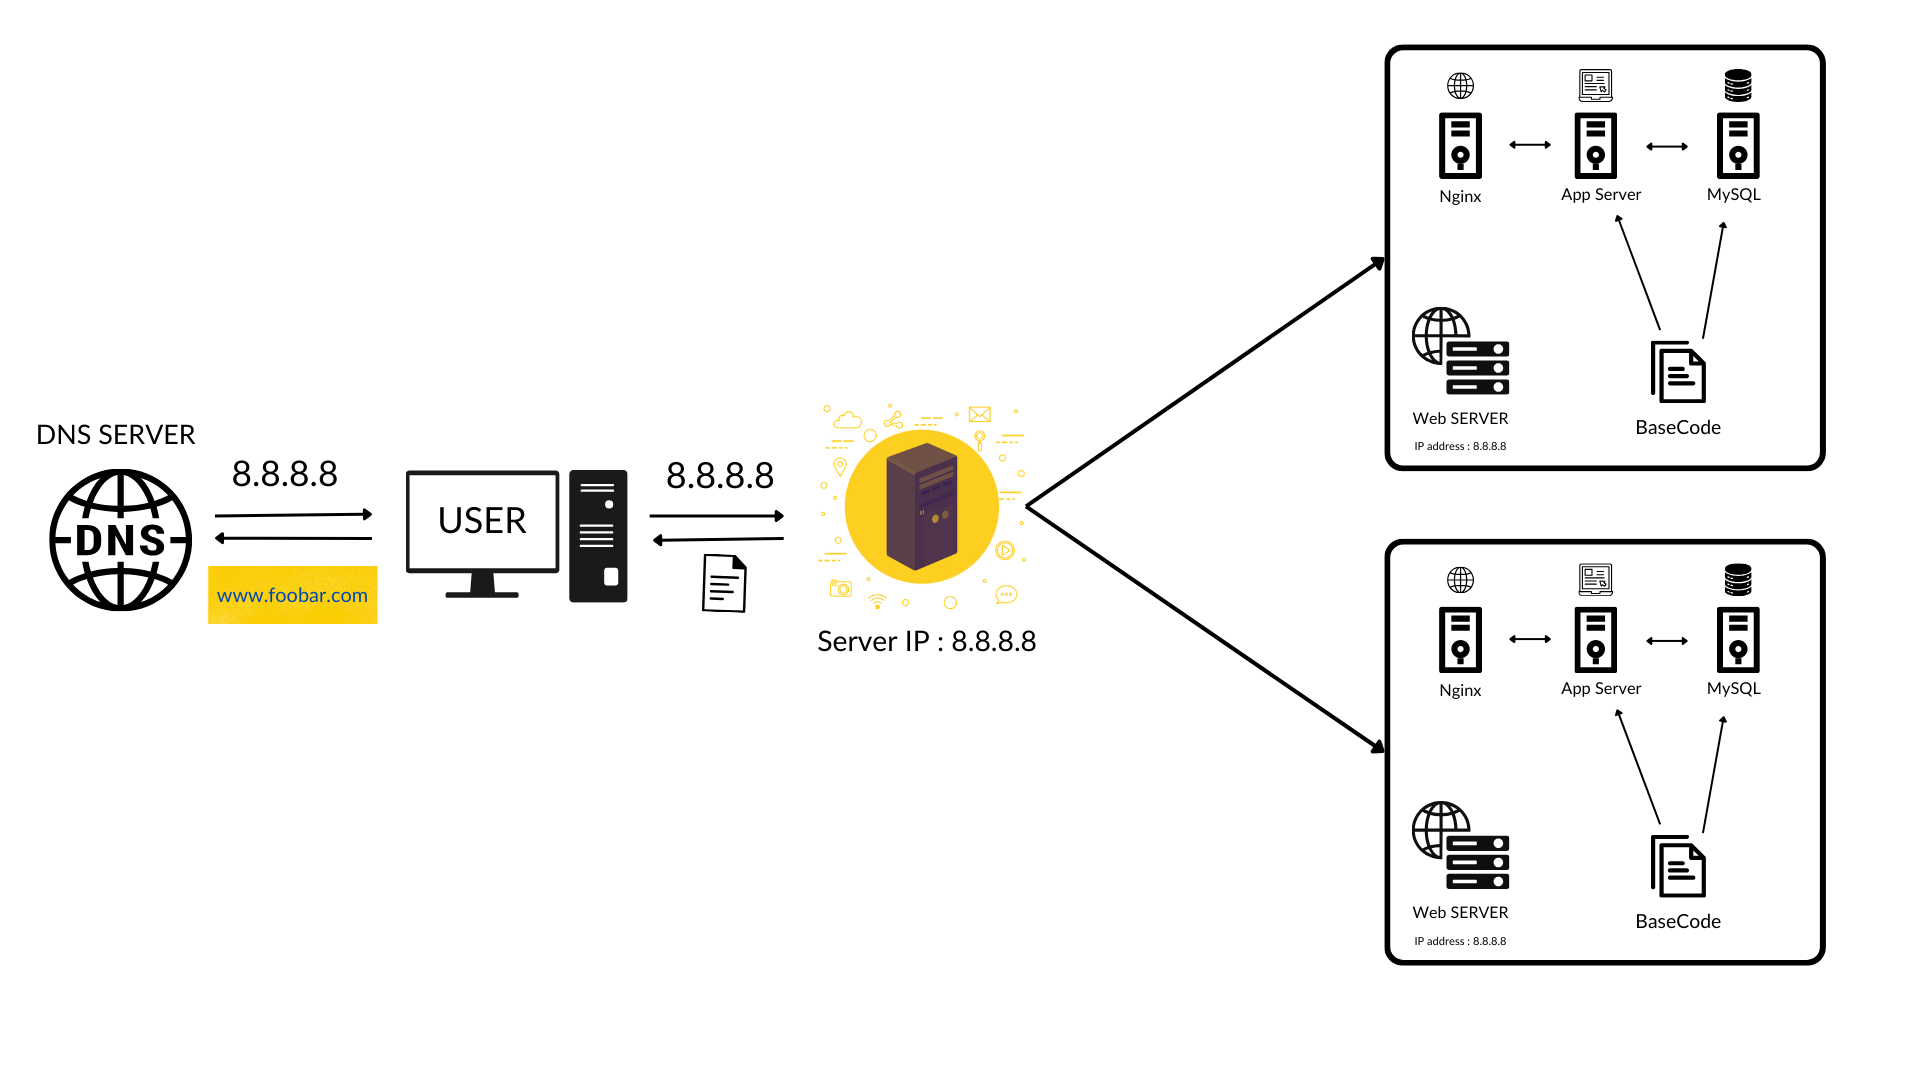 DNS SERVER
DNS
8.8.8.8
www.foobar.com
USER
8.8.8.8
Server IP : 8.8.8.8
Nginx
App Server
MySQL
Web SERVER
IP address : 8.8.8.8
BaseCode
Nginx
App Server
MySQL
Web SERVER
IP address : 8.8.8.8
BaseCode